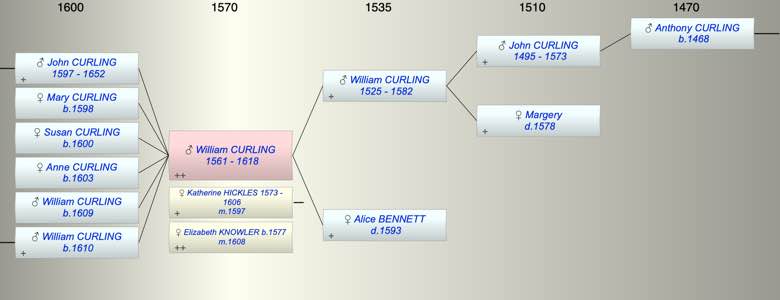 1600 1570 1535 1510 1470
♂ John CURLING
1597 - 1652
+
♀ Mary CURLING
b.1598
♀ Susan CURLING
b.1600
♀ Anne CURLING
b.1603
♂ William CURLING
b.1609
♂ William CURLING
b.1610
+
♂ William CURLING
1561 - 1618
++
♀ Katherine HICKLES 1573 -
1606
m.1597
+
♀ Elizabeth KNOWLER b.1577
m.1608
++
♂ William CURLING
1525 - 1582
+
♀ Alice BENNETT
d.1593
+
♂ John CURLING
1495 - 1573
+
♀ Margery
d.1578
+
♂ Anthony CURLING
b.1468